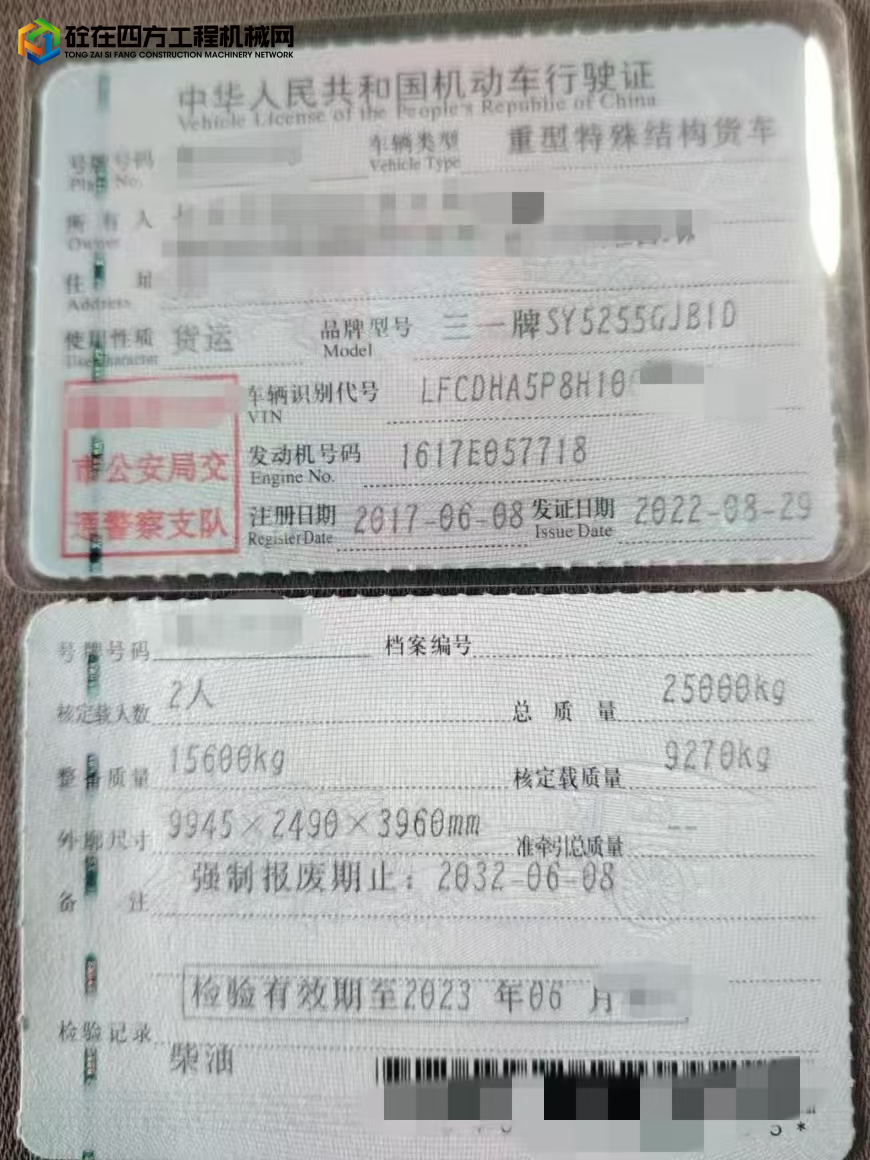 砼在四方工程机械网
TONG ZAI SI FANG CONSTRUCTION MACHINERY NETWORK
中华人民共和国机动车行驶证
Vehicle License of the People's Republic of China
号牌号码
Plate No.
车辆类型 重型特殊结构货车
Vehicle Type
所有人
Owner
住址
Address
使用性质 货运 品牌型号 三一牌SY5255GJB1D
Use Character Model
车辆识别代号 LFCDHA5P8H10
VIN
市公安局交
通警察支队
发动机号码 1617E057718
Engine No.
注册日期 2017-06-08 发证日期 2022-08-29
Register Date Issue Date
号牌号码 档案编号
核定载人数 2人 总质量 25000kg
整备质量 15600kg 核定载质量 9270kg
外廓尺寸 9945×2490×3960mm 准牵引总质量 --
备注 强制报废期止：2032-06-08
检验有效期至2023 年06 月
检验记录
柴油